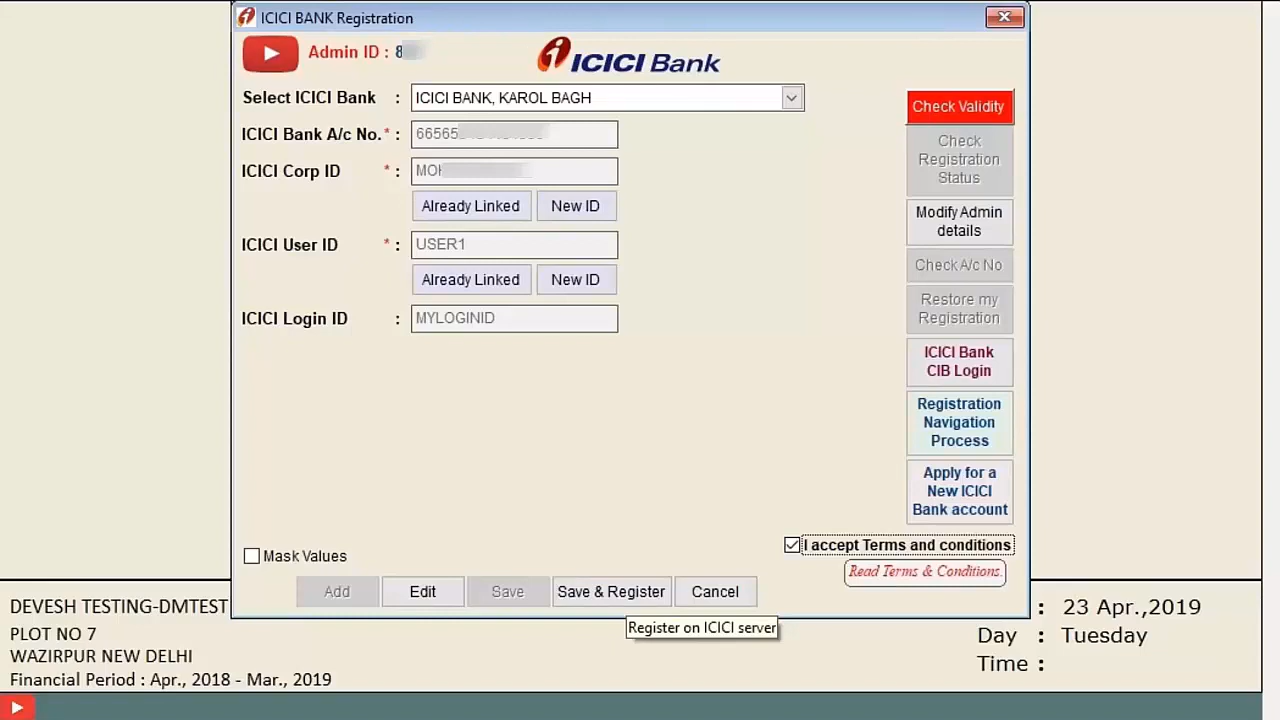 ICICI BANK Registration
Admin ID : 8
ICICI Bank
Select ICICI Bank : ICICI BANK, KAROL BAGH
Check Validity
ICICI Bank A/c No.* : 66565
Check
Registration
Status
ICICI Corp ID * :
Already Linked New ID
Modify Admin
details
ICICI User ID * : USER1
Check A/c No
Already Linked New ID
Restore my
Registration
ICICI Login ID : MYLOGINID
ICICI Bank
CIB Login
Registration
Navigation
Process
Apply for a
New ICICI
Bank account
I accept Terms and conditions
Mask Values
Read Terms & Conditions.
Add Edit Save Save & Register Cancel
Register on ICICI server
DEVESH TESTING-DMTEST
PLOT NO 7
WAZIRPUR NEW DELHI
Financial Period : Apr., 2018 - Mar., 2019
: 23 Apr.,2019
Day : Tuesday
Time :